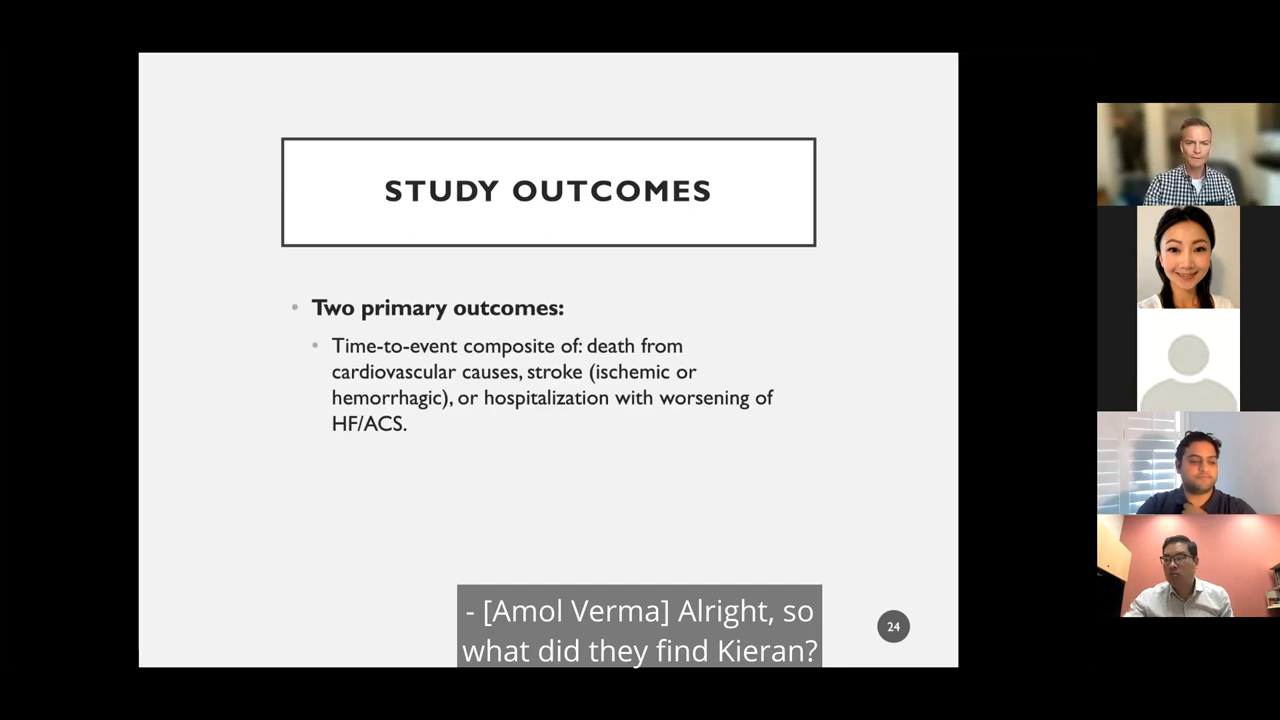 STUDY OUTCOMES
• Two primary outcomes:
• Time-to-event composite of: death from
cardiovascular causes, stroke (ischemic or
hemorrhagic), or hospitalization with worsening of
HF/ACS.
- [Amol Verma] Alright, so
what did they find Kieran?
24